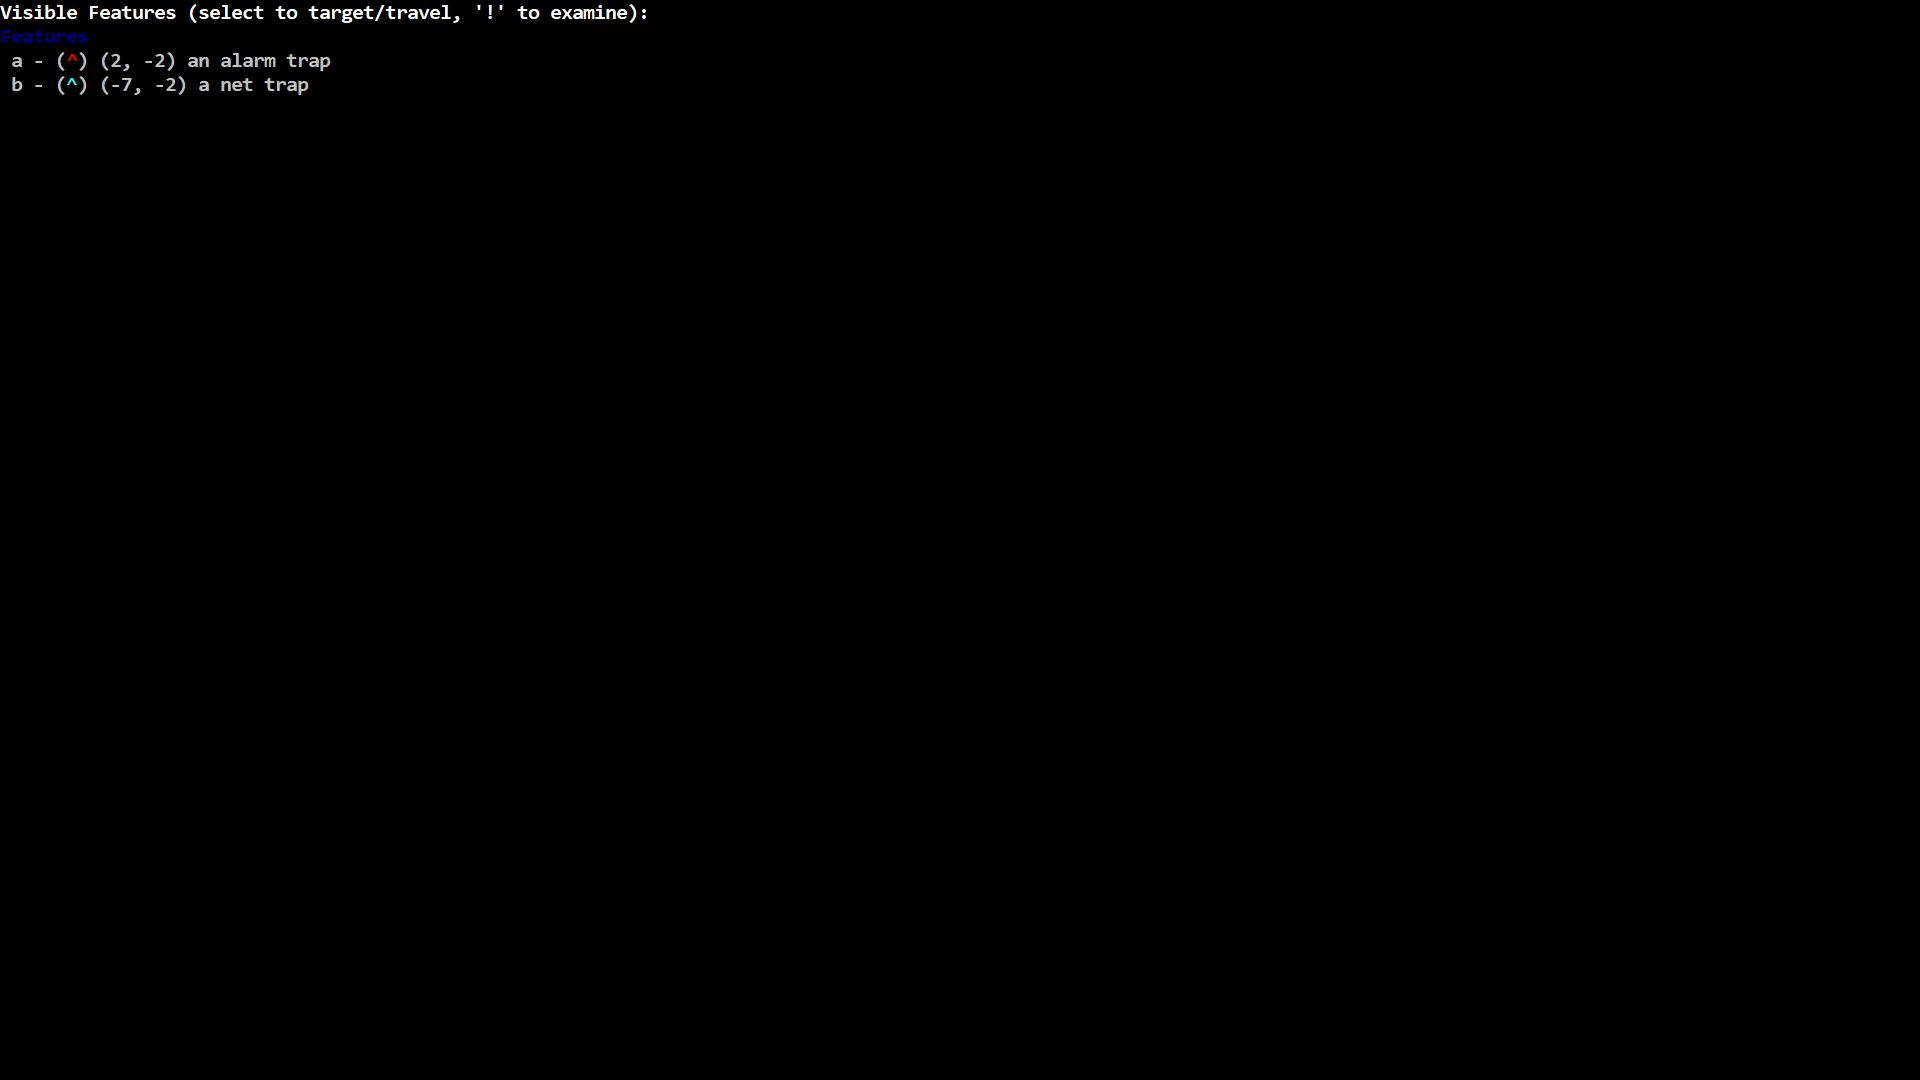 Visible Features (select to target/travel, '!' to examine):
Features
a - (^) (2, -2) an alarm trap
b - (^) (-7, -2) a net trap